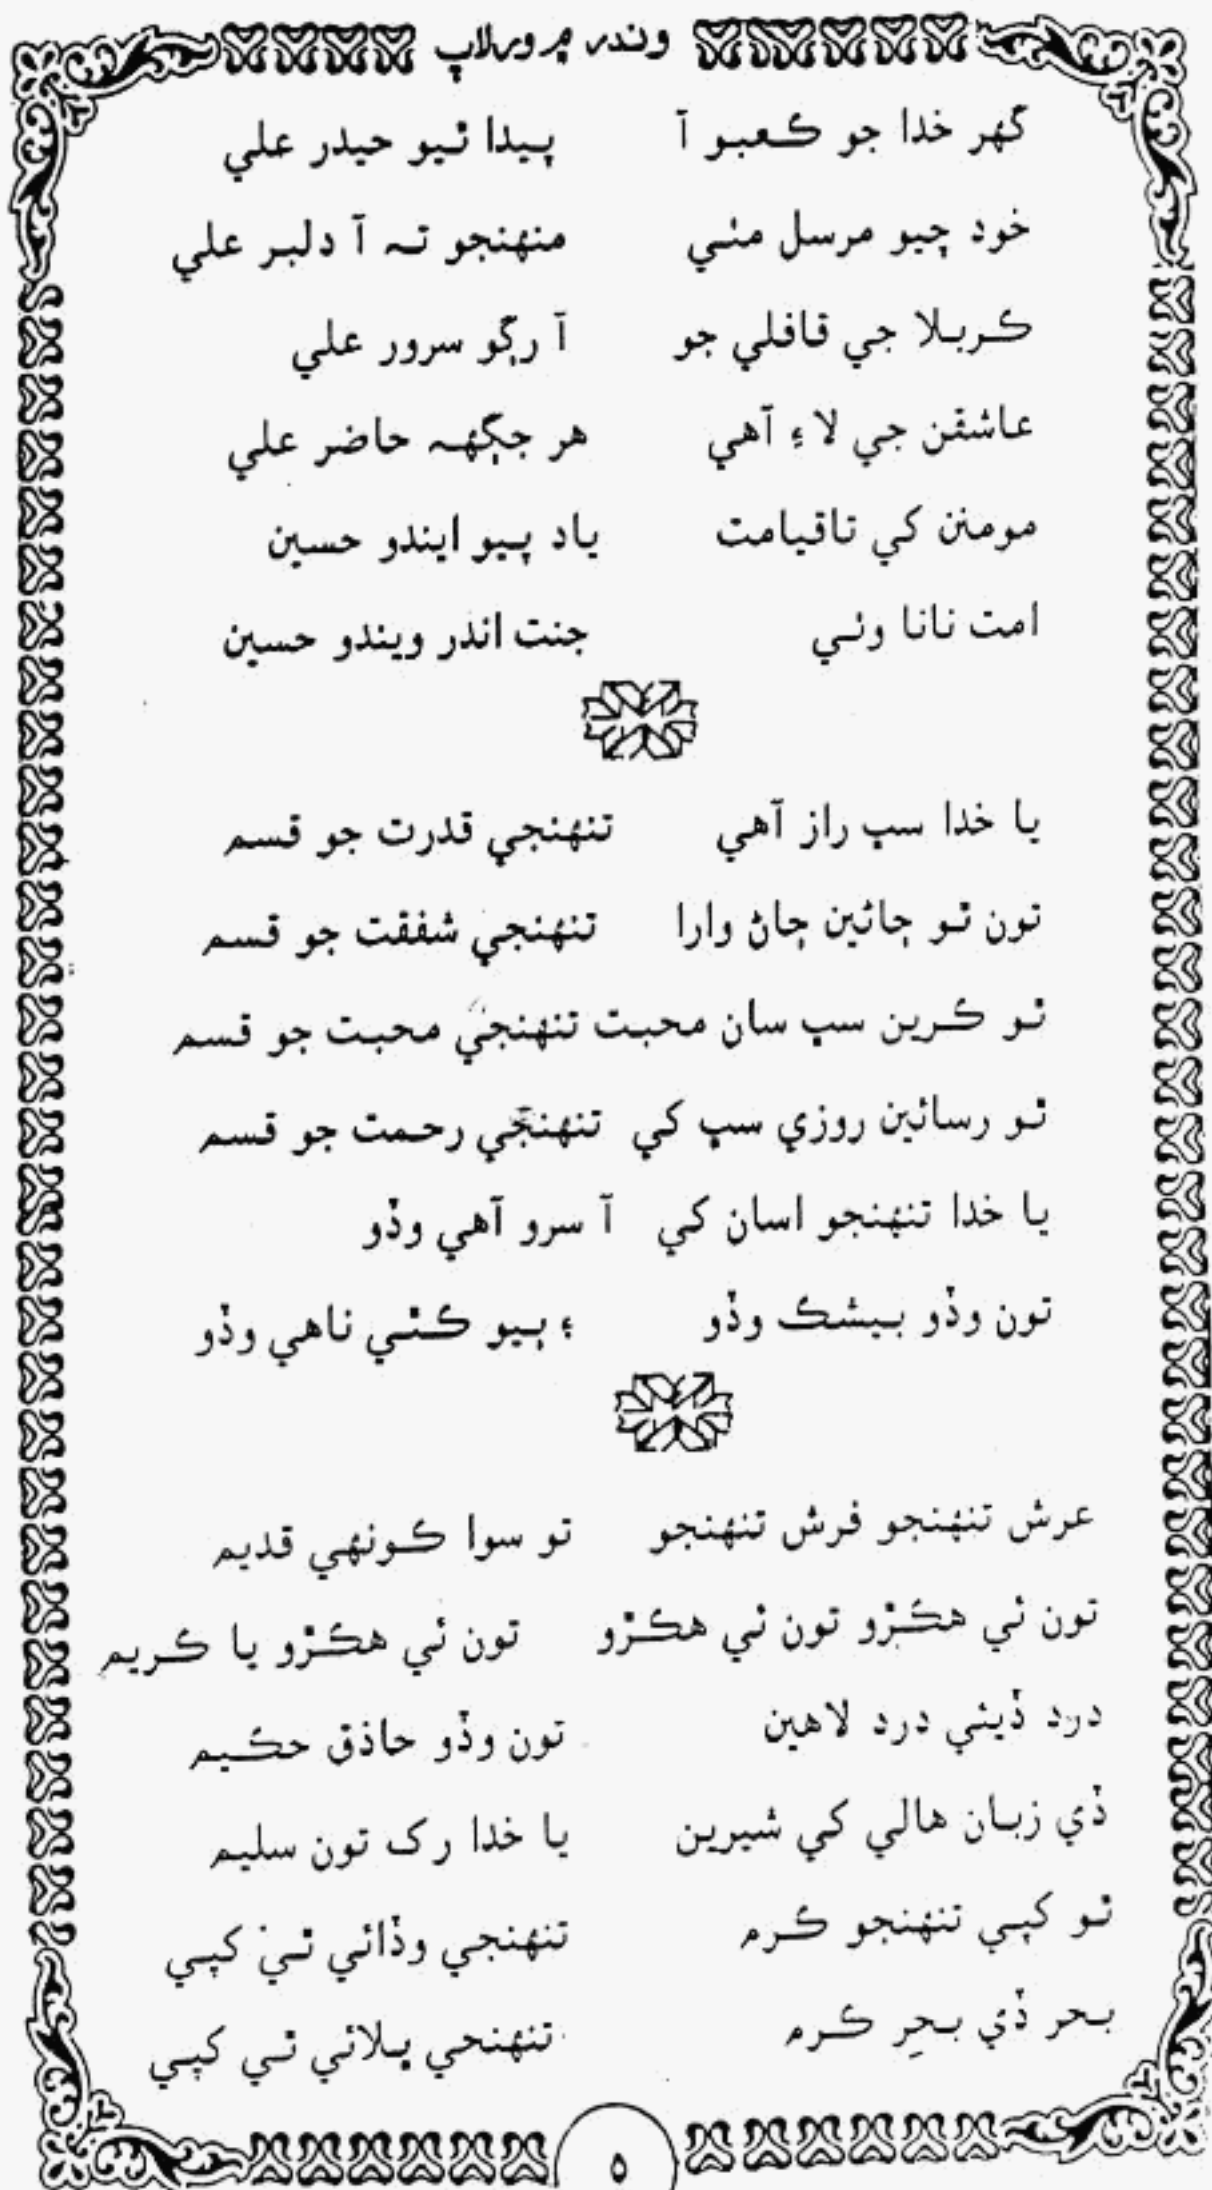 وندر ۾ ورلاپ
گهر خدا جو ڪعبو آ پيدا ٿيو حيدر علي
خود چيو مرسل مٺي منهنجو تہ آ دلبر علي
ڪربلا جي قافلي جو آ رڳو سرور علي
عاشقن جي لاءِ آهي هر جڳهہ حاضر علي
مومنن کي تاقيامت ياد پيو ايندو حسين
امت نانا وٺي جنت اندر ويندو حسين
يا خدا سڀ راز آهي تنهنجي قدرت جو قسم
تون ٿو ڄاڻين ڄاڻ وارا تنهنجي شفقت جو قسم
ٿو ڪرين سڀ سان محبت تنهنجي محبت جو قسم
ٿو رسائين روزي سڀ کي تنهنجي رحمت جو قسم
يا خدا تنهنجو اسان کي آ سرو آهي وڏو
تون وڏو بيشڪ وڏو ۽ ٻيو ڪٿي ناهي وڏو
عرش تنهنجو فرش تنهنجو تو سوا ڪونهي قديم
تون ئي هڪڙو تون ئي هڪڙو تون ئي هڪڙو يا ڪريم
درد ڏيئي درد لاهين تون وڏو حاذق حڪيم
ڏي زبان هالي کي شيرين يا خدا رک تون سليم
ٿو کپي تنهنجو ڪرم تنهنجي وڏائي ٿي کپي
بحر ڏي بحرِ ڪرم تنهنجي ڀلائي ٿي کپي
۵